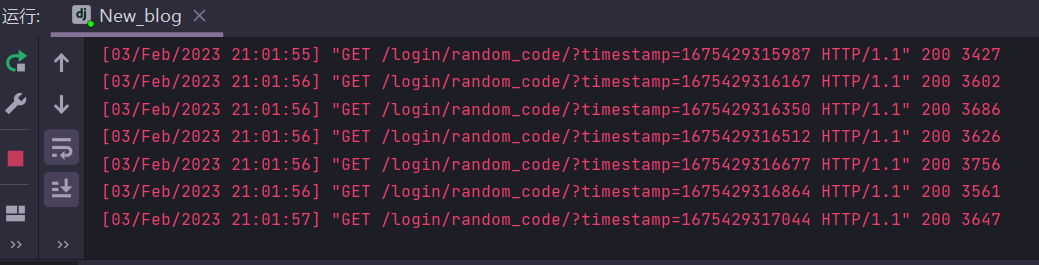 运行:
dj New_blog
[03/Feb/2023 21:01:55] "GET /login/random_code/?timestamp=1675429315987 HTTP/1.1" 200 3427
[03/Feb/2023 21:01:56] "GET /login/random_code/?timestamp=1675429316167 HTTP/1.1" 200 3602
[03/Feb/2023 21:01:56] "GET /login/random_code/?timestamp=1675429316350 HTTP/1.1" 200 3686
[03/Feb/2023 21:01:56] "GET /login/random_code/?timestamp=1675429316512 HTTP/1.1" 200 3626
[03/Feb/2023 21:01:56] "GET /login/random_code/?timestamp=1675429316677 HTTP/1.1" 200 3756
[03/Feb/2023 21:01:56] "GET /login/random_code/?timestamp=1675429316864 HTTP/1.1" 200 3561
[03/Feb/2023 21:01:57] "GET /login/random_code/?timestamp=1675429317044 HTTP/1.1" 200 3647